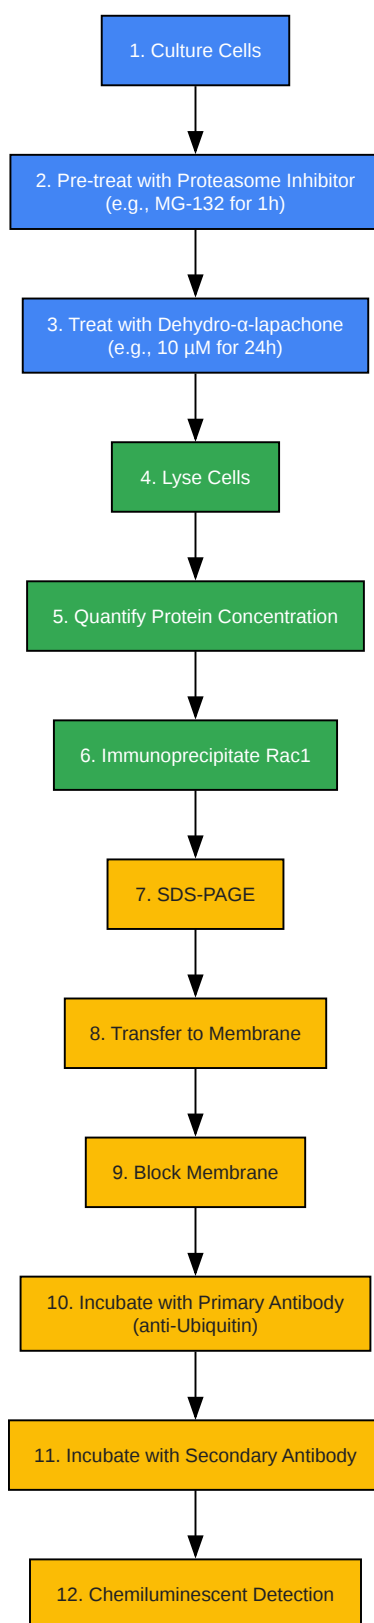 1. Culture Cells
2. Pre-treat with Proteasome Inhibitor
(e.g., MG-132 for 1h)
3. Treat with Dehydro-α-lapachone
(e.g., 10 µM for 24h)
4. Lyse Cells
5. Quantify Protein Concentration
6. Immunoprecipitate Rac1
7. SDS-PAGE
8. Transfer to Membrane
9. Block Membrane
10. Incubate with Primary Antibody
(anti-Ubiquitin)
11. Incubate with Secondary Antibody
12. Chemiluminescent Detection